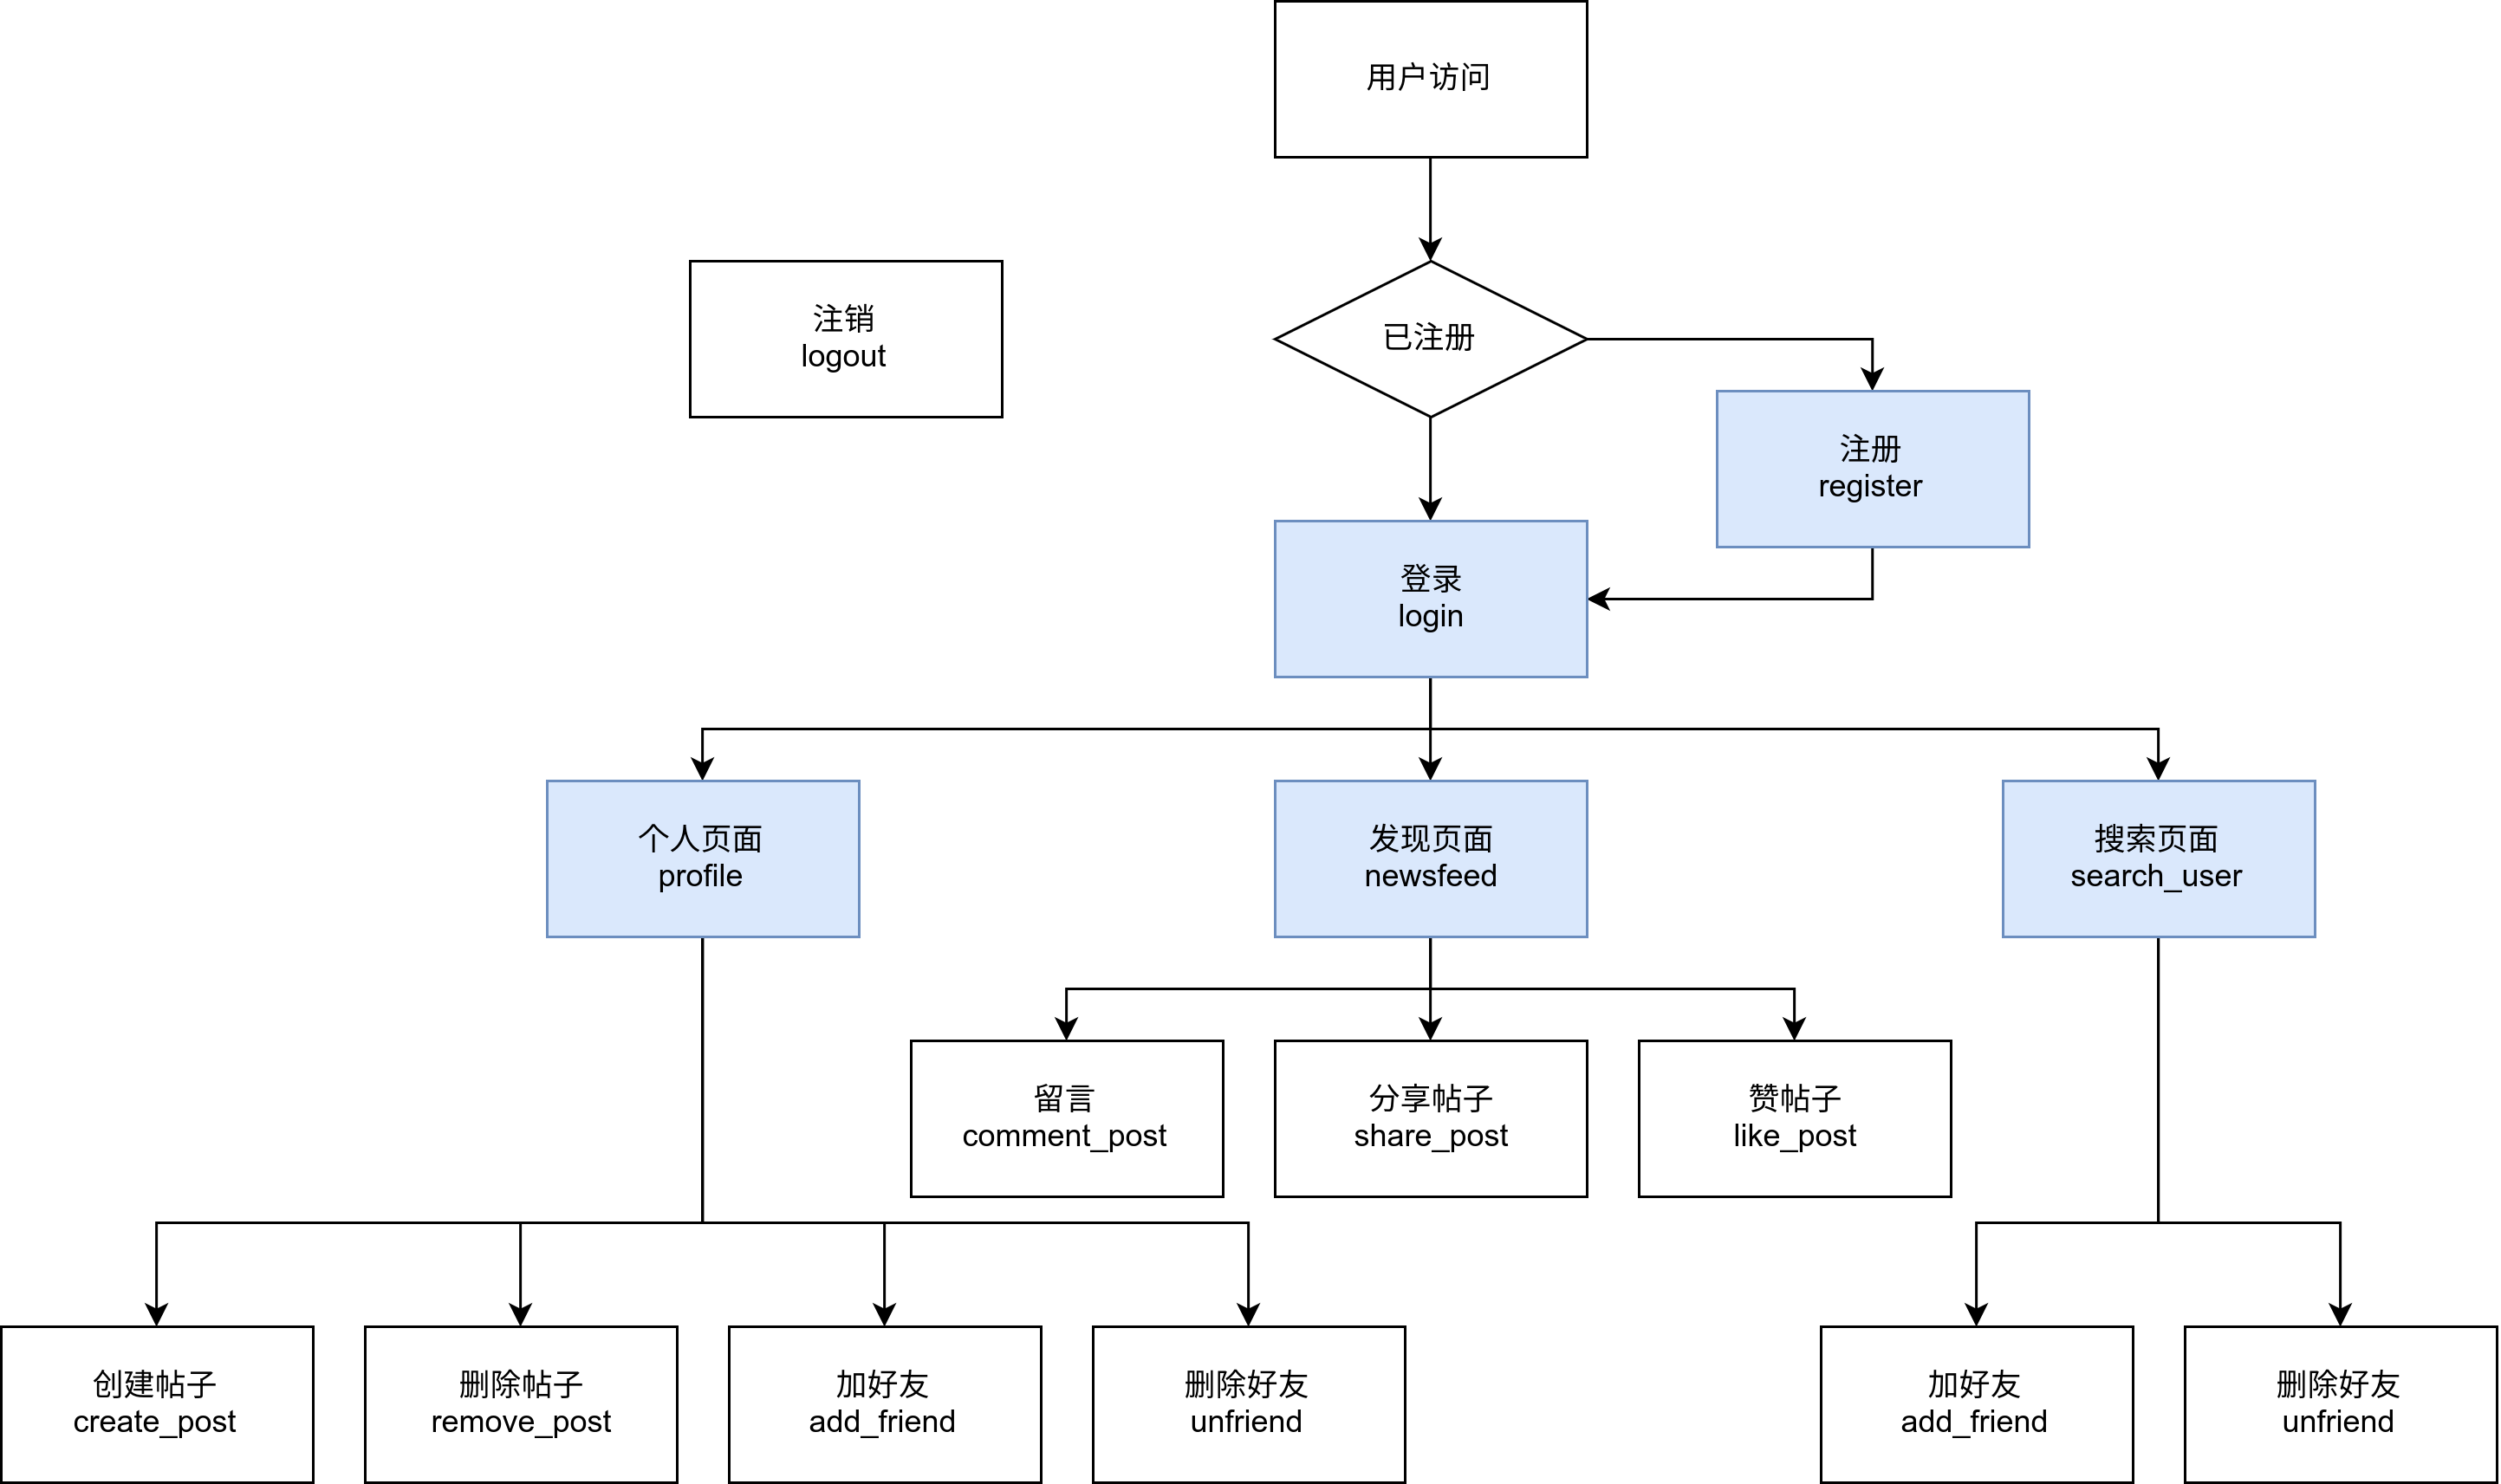 用户访问
注销
logout
已注册
注册
register
登录
login
个人页面
profile
发现页面
newsfeed
搜索页面
search_user
留言
comment_post
分享帖子
share_post
赞帖子
like_post
创建帖子
create_post
删除帖子
remove_post
加好友
add_friend
删除好友
unfriend
加好友
add_friend
删除好友
unfriend